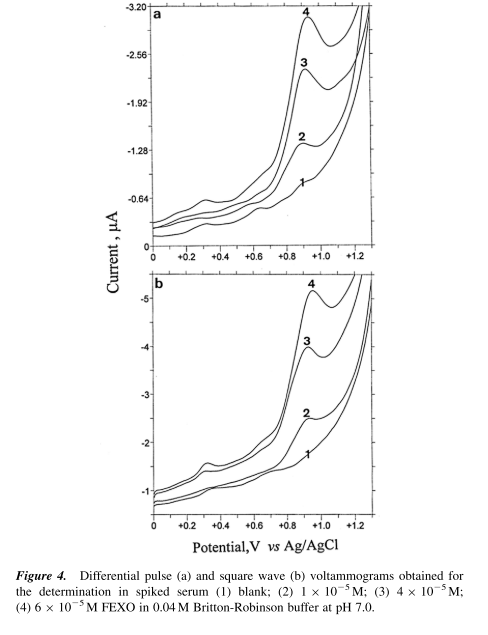 a
-3.20
-2.56
-1.92
-1.28
-0.64
0
4
3
2
1
0 +0.2 +0.4 +0.6 +0.8 +1.0 +1.2
Current , µA
b
-5
-4
-3
-2
-1
4
3
2
1
0 +0.2 +0.4 +0.6 +0.8 +1.0 +1.2
Potential,V vs Ag/AgCl
Figure 4. Differential pulse (a) and square wave (b) voltammograms obtained for
the determination in spiked serum (1) blank; (2) 1 × 10⁻⁵ M; (3) 4 × 10⁻⁵ M;
(4) 6 × 10⁻⁵ M FEXO in 0.04 M Britton-Robinson buffer at pH 7.0.